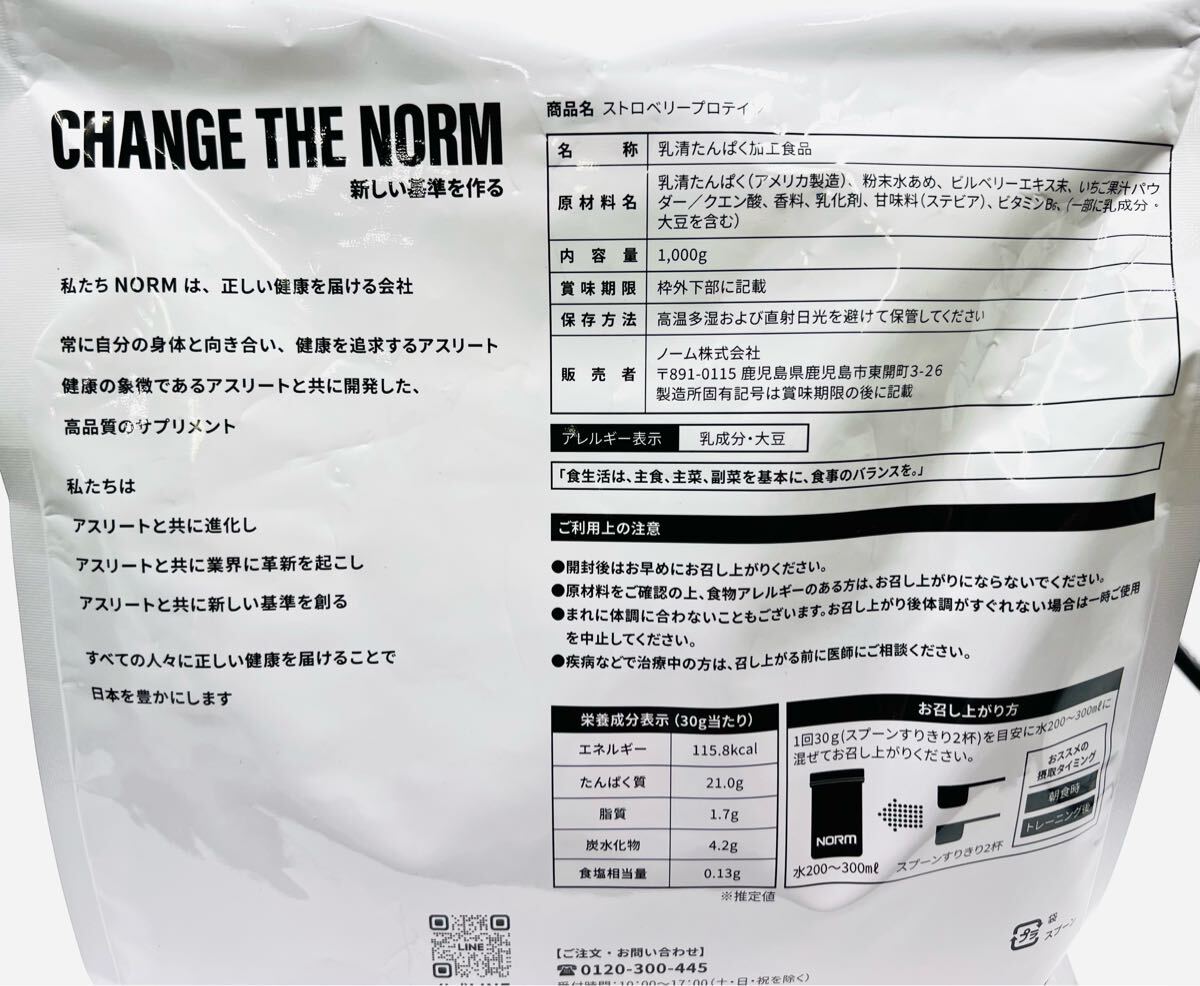 CHANGE THE NORM
新しい基準を作る
私たち NORM は、正しい健康を届ける会社
常に自分の身体と向き合い、健康を追求するアスリート
健康の象徴であるアスリートと共に開発した、
高品質のサプリメント
私たちは
アスリートと共に進化し
アスリートと共に業界に革新を起こし
アスリートと共に新しい基準を創る
すべての人々に正しい健康を届けることで
日本を豊かにします
商品名 ストロベリープロテイ
名称 乳清たんぱく加工食品
原材料名 乳清たんぱく(アメリカ製造)、粉末水あめ、ビルベリーエキス末、いちご果汁パウ
ダー/クエン酸、香料、乳化剤、甘味料(ステビア)、ビタミンB₆、(一部に乳成分・
大豆を含む)
内容量 1,000g
賞味期限 枠外下部に記載
保存方法 高温多湿および直射日光を避けて保管してください
販売者 ノーム株式会社
〒891-0115 鹿児島県鹿児島市東開町3-26
製造所固有記号は賞味期限の後に記載
アレルギー表示 乳成分・大豆
「食生活は、主食、主菜、副菜を基本に、食事のバランスを。」
ご利用上の注意
●開封後はお早めにお召し上がりください。
●原材料をご確認の上、食物アレルギーのある方は、お召し上がりにならないでください。
●まれに体調に合わないこともございます。お召し上がり後体調がすぐれない場合は一時ご使用
を中止してください。
●疾病などで治療中の方は、召し上がる前に医師にご相談ください。
栄養成分表示(30g当たり)
エネルギー 115.8kcal
たんぱく質 21.0g
脂質 1.7g
炭水化物 4.2g
食塩相当量 0.13g
※推定値
お召し上がり方
1回30g(スプーンすりきり2杯)を目安に水200〜300mlに
混ぜてお召し上がりください。
おススメの
摂取タイミング
朝食時
トレーニング後
NORM
水200〜300ml
スプーンすりきり2杯
LINE
【ご注文・お問い合わせ】
☎0120-300-445
受付時間:10:00〜17:00(土・日・祝を除く)
プラ
袋
スプーン